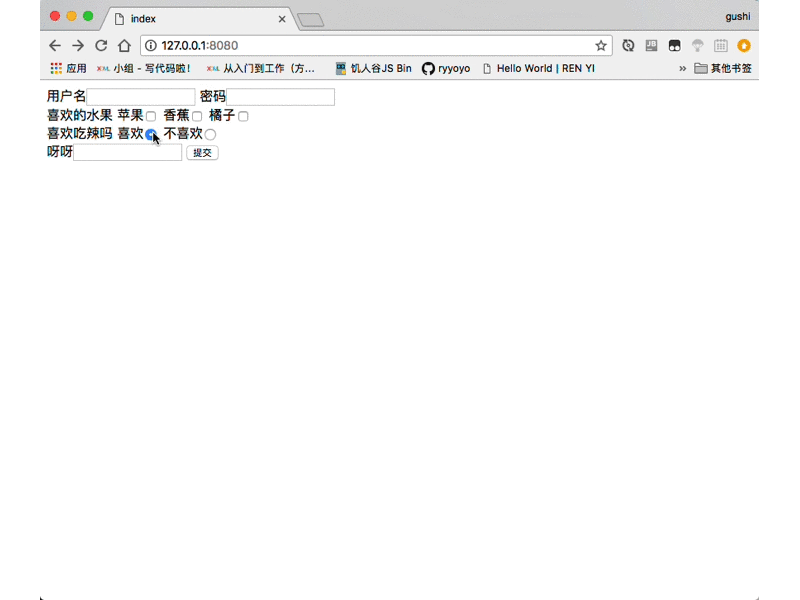 index
gushi
127.0.0.1:8080
应用 XML 小组 - 写代码啦! XML 从入门到工作（方... 饥人谷JS Bin ryyoyo Hello World | REN YI » 其他书签
用户名 密码
喜欢的水果 苹果 香蕉 橘子
喜欢吃辣吗 喜欢 不喜欢
呀呀 提交